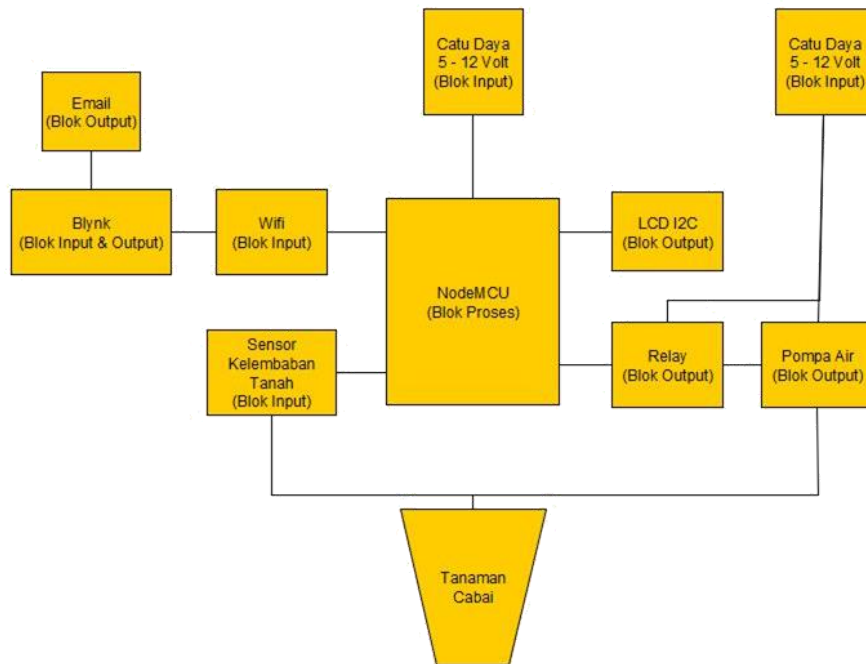 Catu Daya
5 - 12 Volt
(Blok Input)
Catu Daya
5 - 12 Volt
(Blok Input)
Email
(Blok Output)
Blynk
(Blok Input & Output)
Wifi
(Blok Input)
NodeMCU
(Blok Proses)
LCD I2C
(Blok Output)
Sensor
Kelembaban
Tanah
(Blok Input)
Relay
(Blok Output)
Pompa Air
(Blok Output)
Tanaman
Cabai